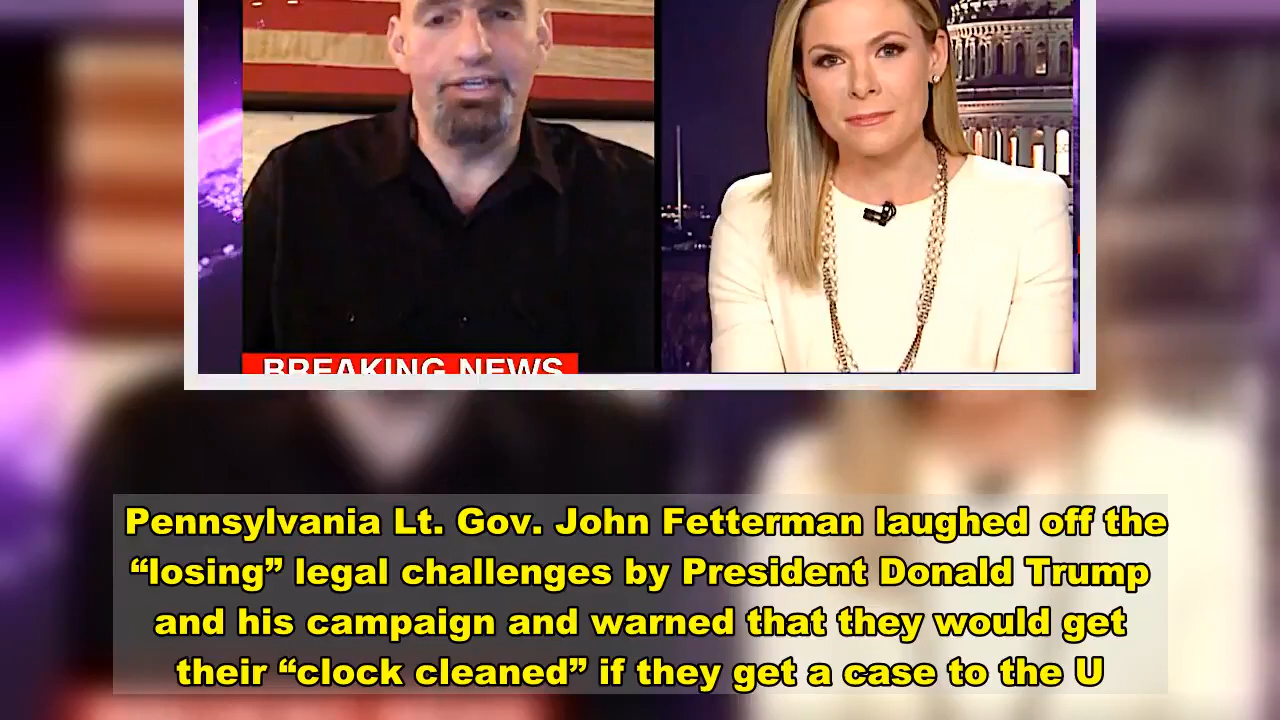 BREAKING NEWS
Pennsylvania Lt. Gov. John Fetterman laughed off the
“losing” legal challenges by President Donald Trump
and his campaign and warned that they would get
their “clock cleaned” if they get a case to the U